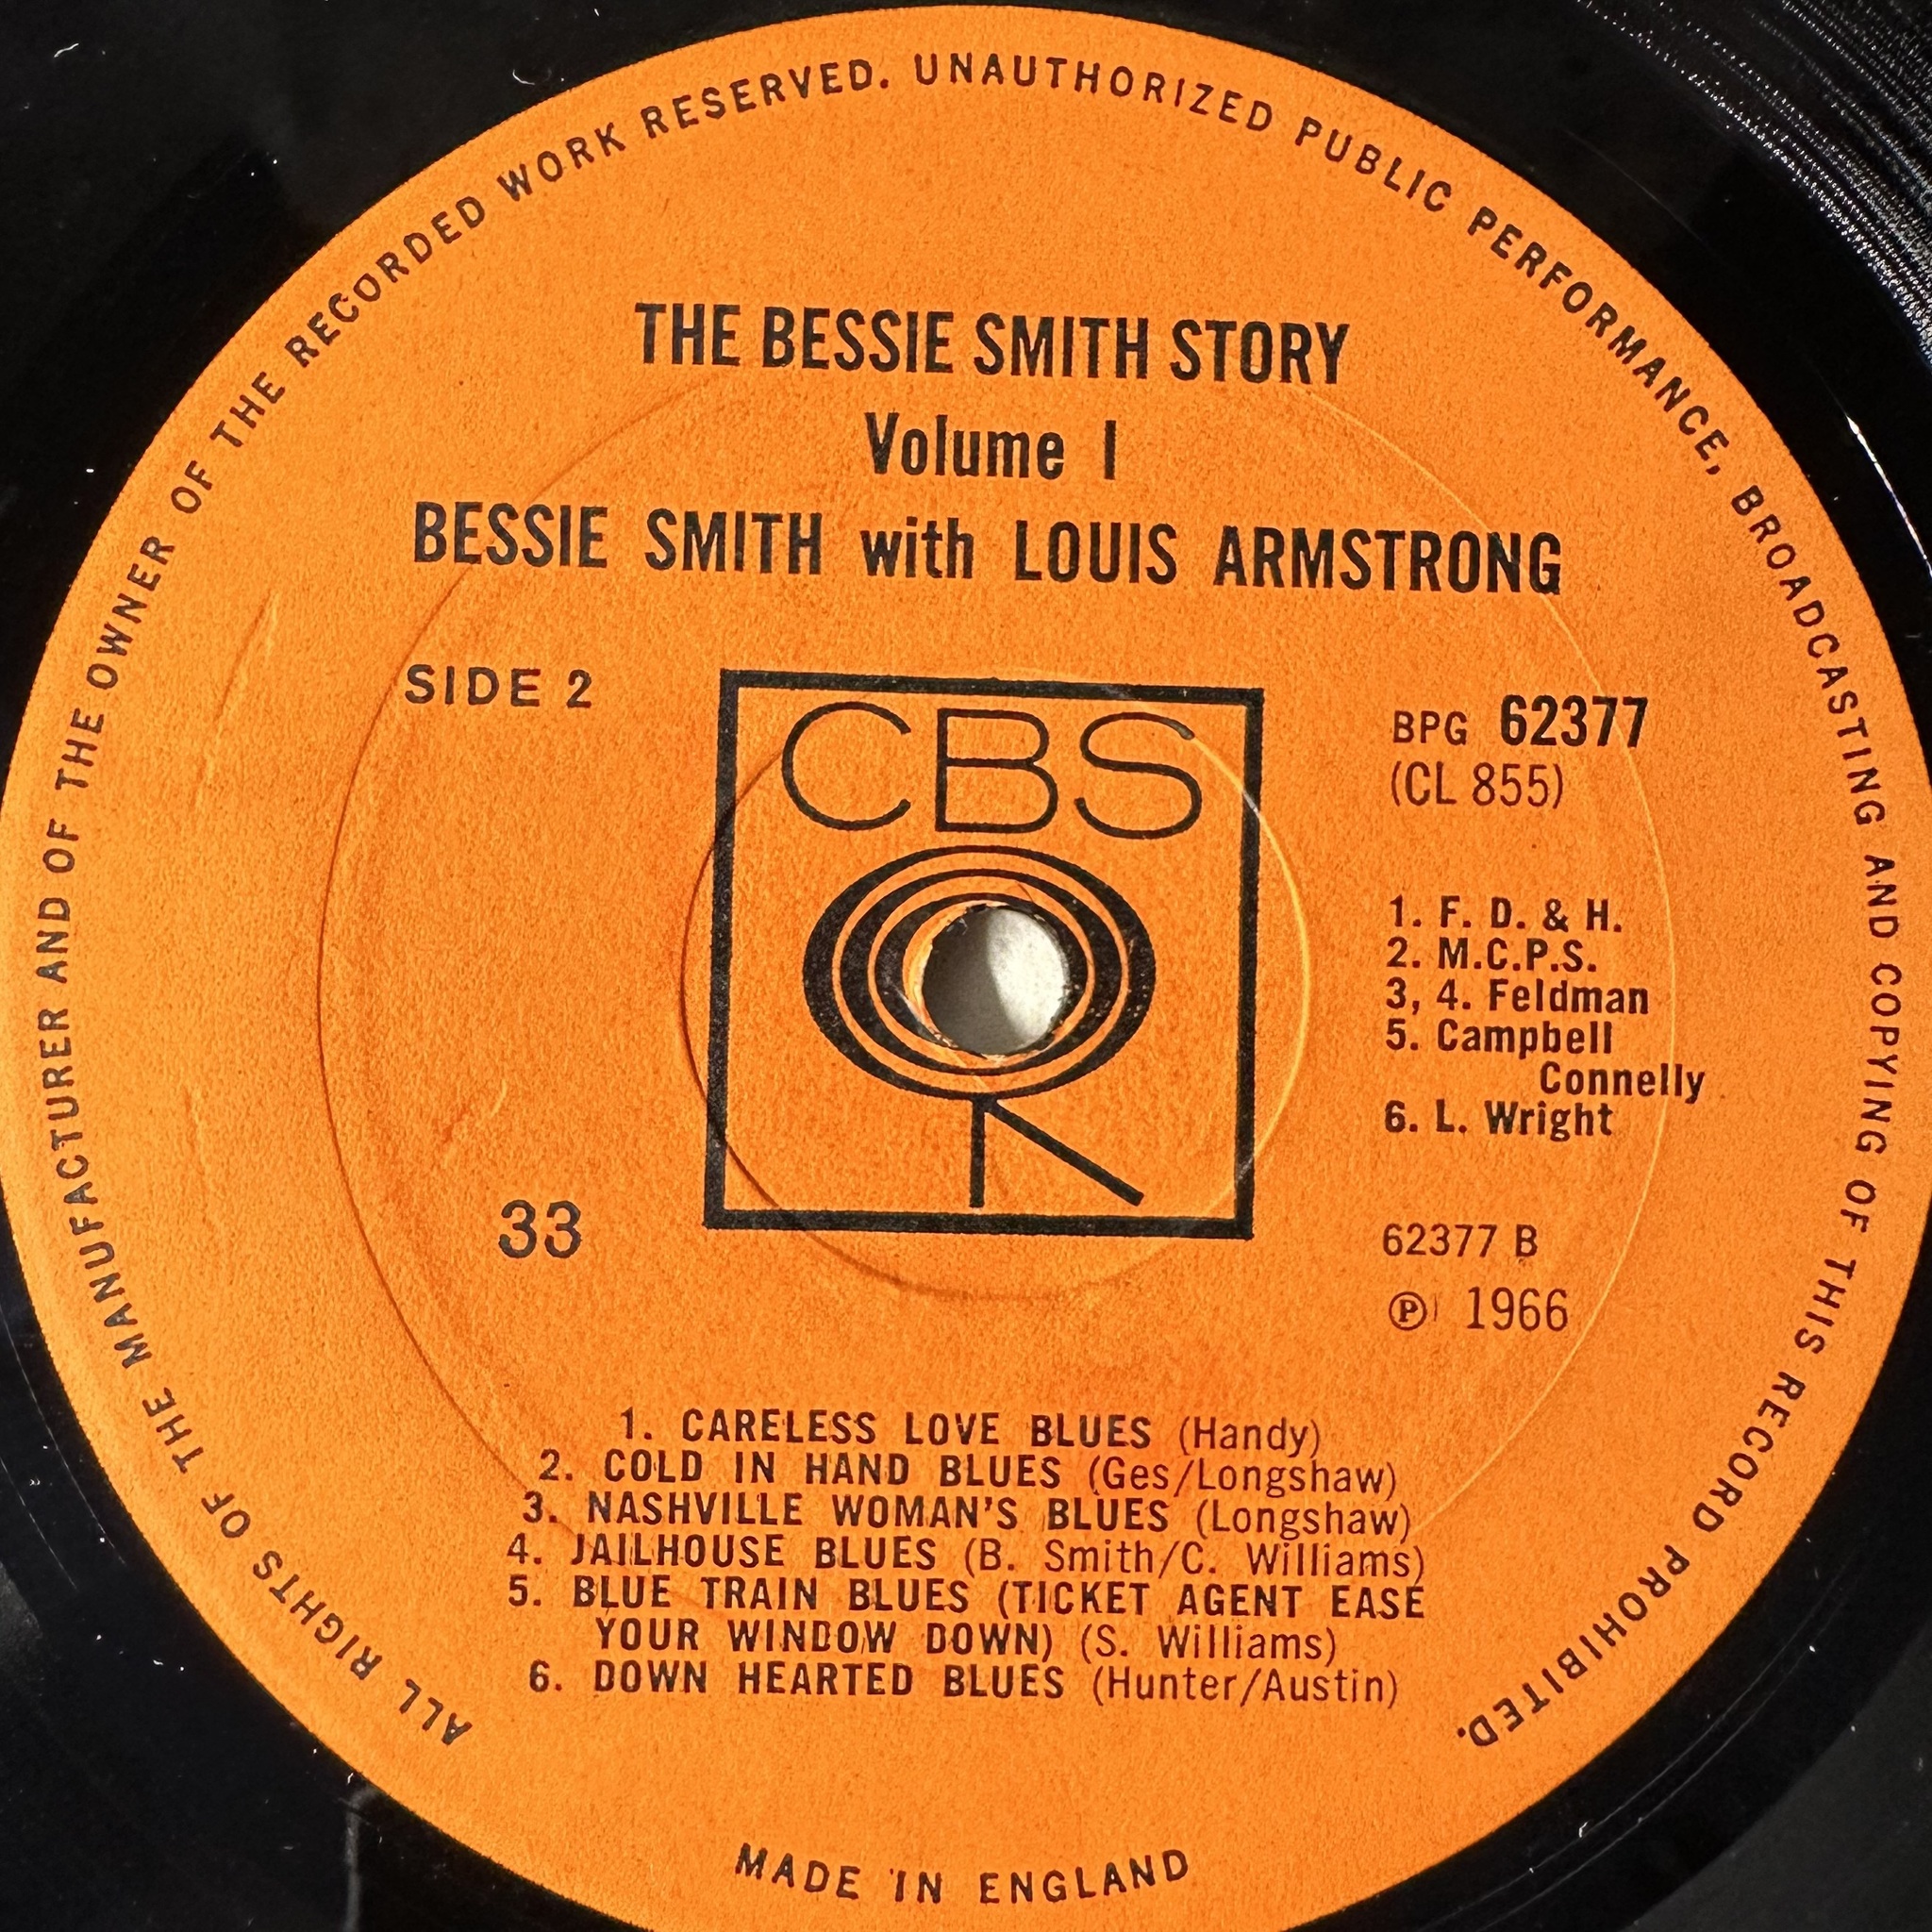 ALL RIGHTS OF THE MANUFACTURER AND OF THE OWNER OF THE RECORDED WORK RESERVED. UNAUTHORIZED PUBLIC PERFORMANCE, BROADCASTING AND COPYING OF THIS RECORD PROHIBITED.
THE BESSIE SMITH STORY
Volume 1
BESSIE SMITH with LOUIS ARMSTRONG
SIDE 2
CBS
BPG 62377
(CL 855)
1. F. D. & H.
2. M.C.P.S.
3, 4. Feldman
5. Campbell
Connelly
6. L. Wright
33
62377 B
℗ 1966
1. CARELESS LOVE BLUES (Handy)
2. COLD IN HAND BLUES (Ges/Longshaw)
3. NASHVILLE WOMAN'S BLUES (Longshaw)
4. JAILHOUSE BLUES (B. Smith/C. Williams)
5. BLUE TRAIN BLUES (TICKET AGENT EASE
YOUR WINDOW DOWN) (S. Williams)
6. DOWN HEARTED BLUES (Hunter/Austin)
MADE IN ENGLAND